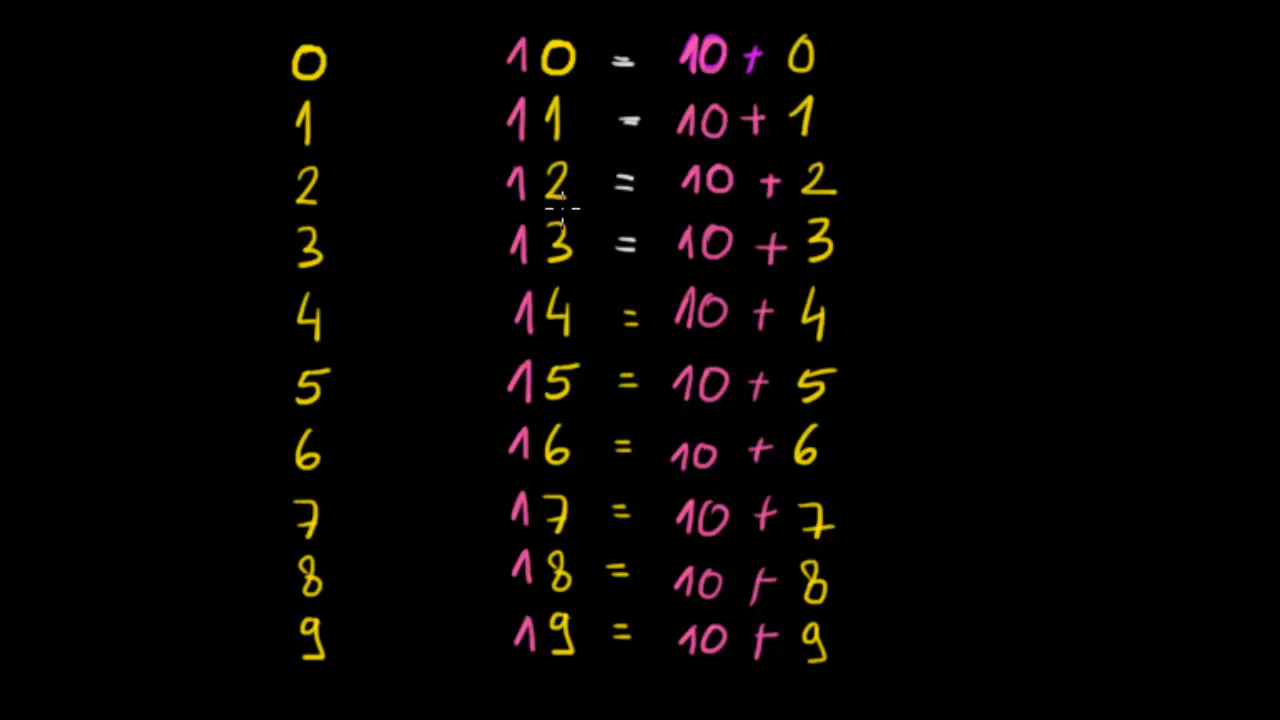 0 10 = 10 + 0
1 11 = 10 + 1
2 12 = 10 + 2
3 13 = 10 + 3
4 14 = 10 + 4
5 15 = 10 + 5
6 16 = 10 + 6
7 17 = 10 + 7
8 18 = 10 + 8
9 19 = 10 + 9